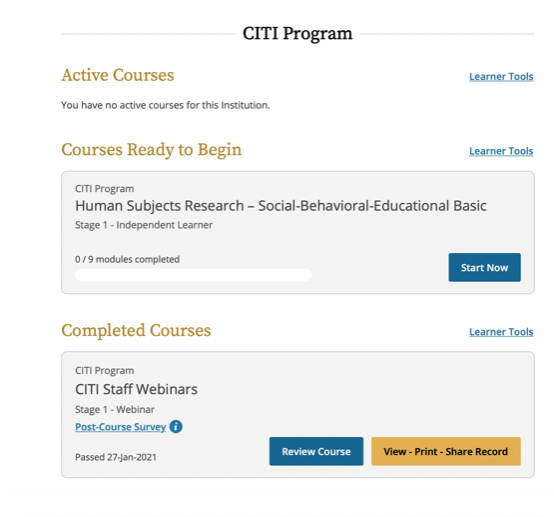 CITI Program
Active Courses
Learner Tools
You have no active courses for this Institution.
Courses Ready to Begin
Learner Tools
CITI Program
Human Subjects Research – Social-Behavioral-Educational Basic
Stage 1 - Independent Learner
0 / 9 modules completed
Start Now
Completed Courses
Learner Tools
CITI Program
CITI Staff Webinars
Stage 1 - Webinar
Post-Course Survey i
Passed 27-Jan-2021
Review Course
View - Print - Share Record